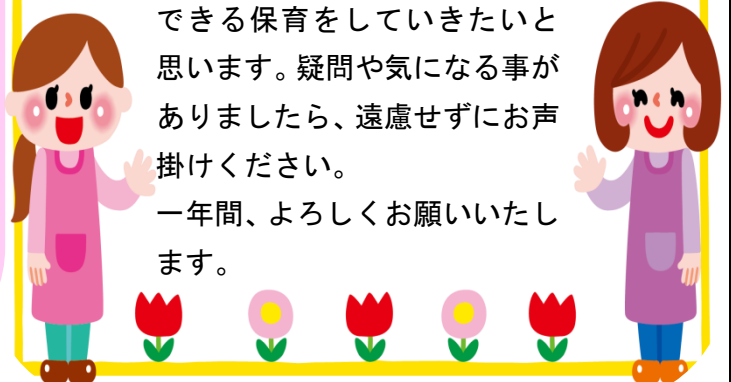 できる保育をしていきたいと
思います。疑問や気になる事が
ありましたら、遠慮せずにお声
掛けください。
一年間、よろしくお願いいたし
ます。